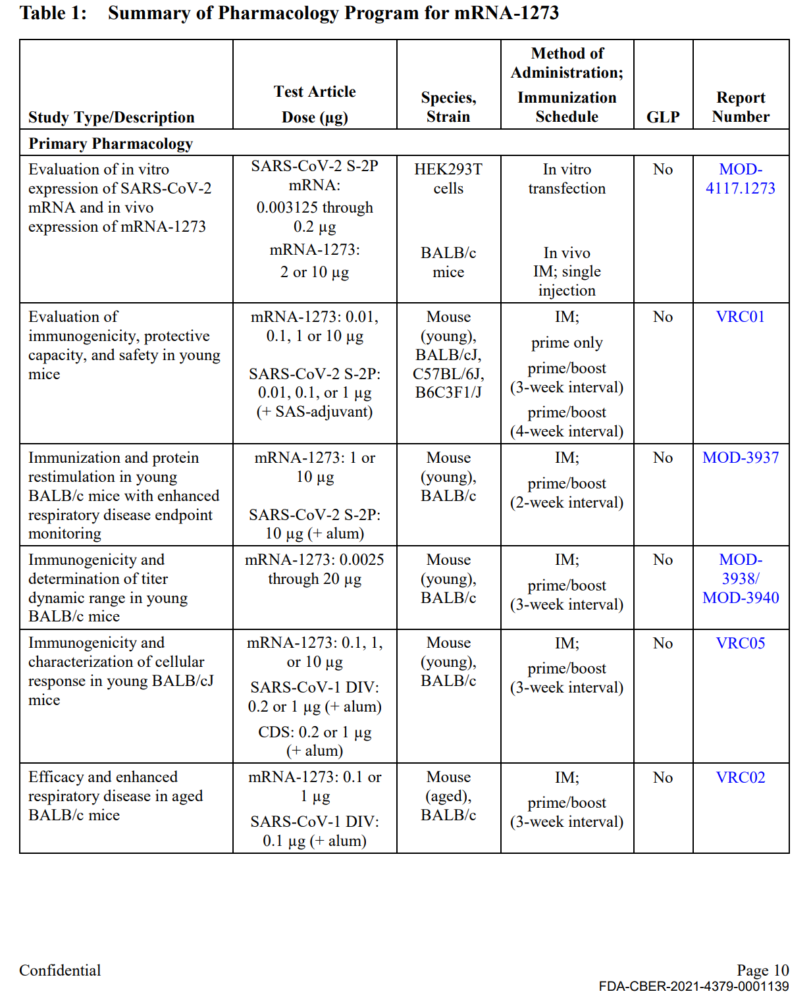 Table 1: Summary of Pharmacology Program for mRNA-1273
Study Type/Description
Test Article
Dose (µg)
Species,
Strain
Method of
Administration;
Immunization
Schedule
GLP
Report
Number
Primary Pharmacology
Evaluation of in vitro
expression of SARS-CoV-2
mRNA and in vivo
expression of mRNA-1273
SARS-CoV-2 S-2P
mRNA:
0.003125 through
0.2 µg
mRNA-1273:
2 or 10 µg
HEK293T
cells
BALB/c
mice
In vitro
transfection
In vivo
IM; single
injection
No
MOD-
4117.1273
Evaluation of
immunogenicity, protective
capacity, and safety in young
mice
mRNA-1273: 0.01,
0.1, 1 or 10 µg
SARS-CoV-2 S-2P:
0.01, 0.1, or 1 µg
(+ SAS-adjuvant)
Mouse
(young),
BALB/cJ,
C57BL/6J,
B6C3F1/J
IM;
prime only
prime/boost
(3-week interval)
prime/boost
(4-week interval)
No
VRC01
Immunization and protein
restimulation in young
BALB/c mice with enhanced
respiratory disease endpoint
monitoring
mRNA-1273: 1 or
10 µg
SARS-CoV-2 S-2P:
10 µg (+ alum)
Mouse
(young),
BALB/c
IM;
prime/boost
(2-week interval)
No
MOD-3937
Immunogenicity and
determination of titer
dynamic range in young
BALB/c mice
mRNA-1273: 0.0025
through 20 µg
Mouse
(young),
BALB/c
IM;
prime/boost
(3-week interval)
No
MOD-
3938/
MOD-3940
Immunogenicity and
characterization of cellular
response in young BALB/cJ
mice
mRNA-1273: 0.1, 1,
or 10 µg
SARS-CoV-1 DIV:
0.2 or 1 µg (+ alum)
CDS: 0.2 or 1 µg
(+ alum)
Mouse
(young),
BALB/c
IM;
prime/boost
(3-week interval)
No
VRC05
Efficacy and enhanced
respiratory disease in aged
BALB/c mice
mRNA-1273: 0.1 or
1 µg
SARS-CoV-1 DIV:
0.1 µg (+ alum)
Mouse
(aged),
BALB/c
IM;
prime/boost
(3-week interval)
No
VRC02
Confidential
Page 10
FDA-CBER-2021-4379-0001139